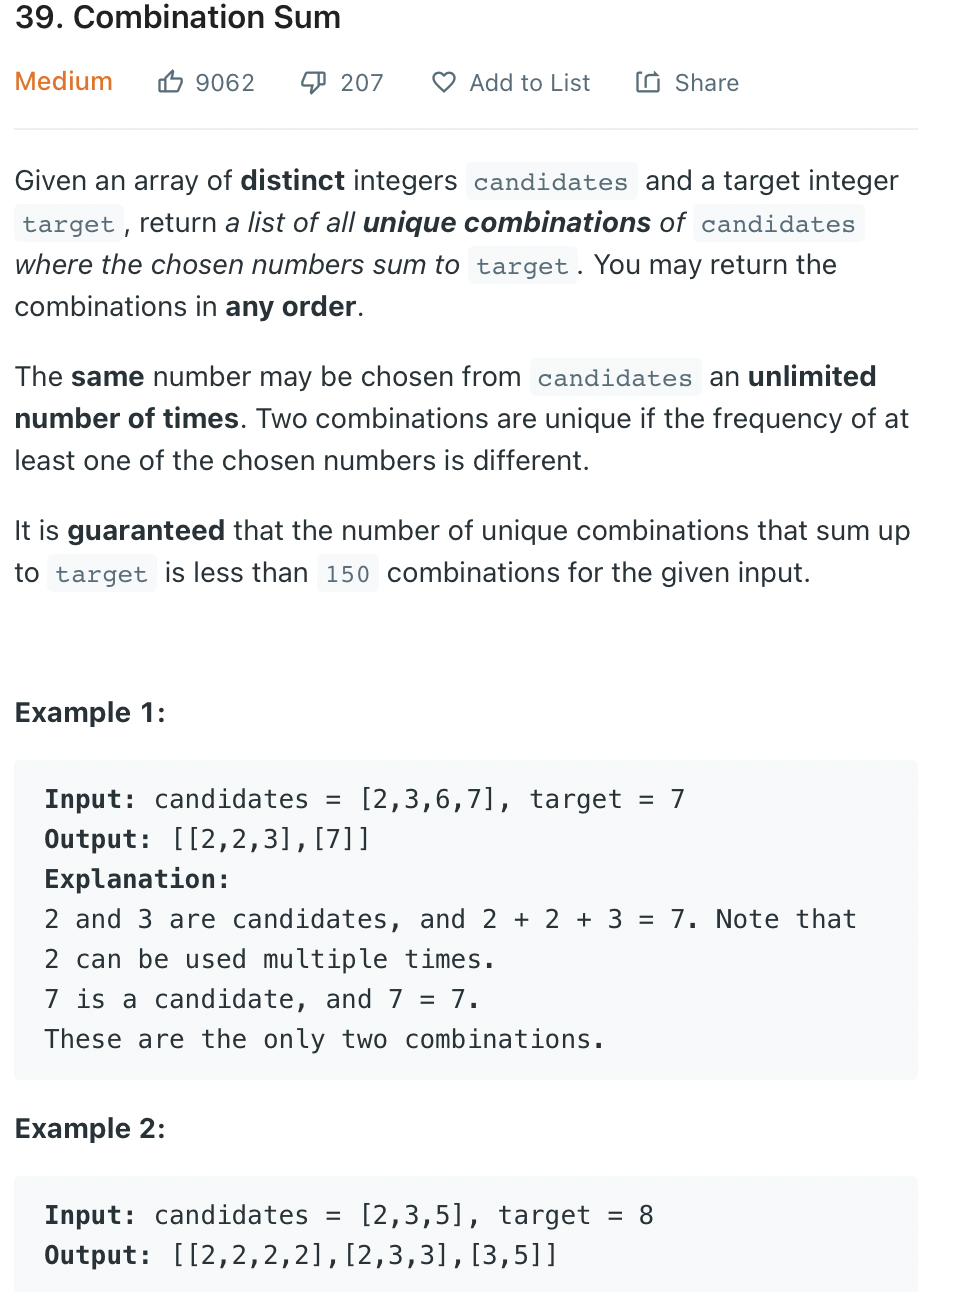 39. Combination Sum
Medium 9062 207 Add to List Share
Given an array of distinct integers candidates and a target integer
target, return a list of all unique combinations of candidates
where the chosen numbers sum to target. You may return the
combinations in any order.
The same number may be chosen from candidates an unlimited
number of times. Two combinations are unique if the frequency of at
least one of the chosen numbers is different.
It is guaranteed that the number of unique combinations that sum up
to target is less than 150 combinations for the given input.
Example 1:
Input: candidates = [2,3,6,7], target = 7
Output: [[2,2,3],[7]]
Explanation:
2 and 3 are candidates, and 2 + 2 + 3 = 7. Note that
2 can be used multiple times.
7 is a candidate, and 7 = 7.
These are the only two combinations.
Example 2:
Input: candidates = [2,3,5], target = 8
Output: [[2,2,2,2],[2,3,3],[3,5]]